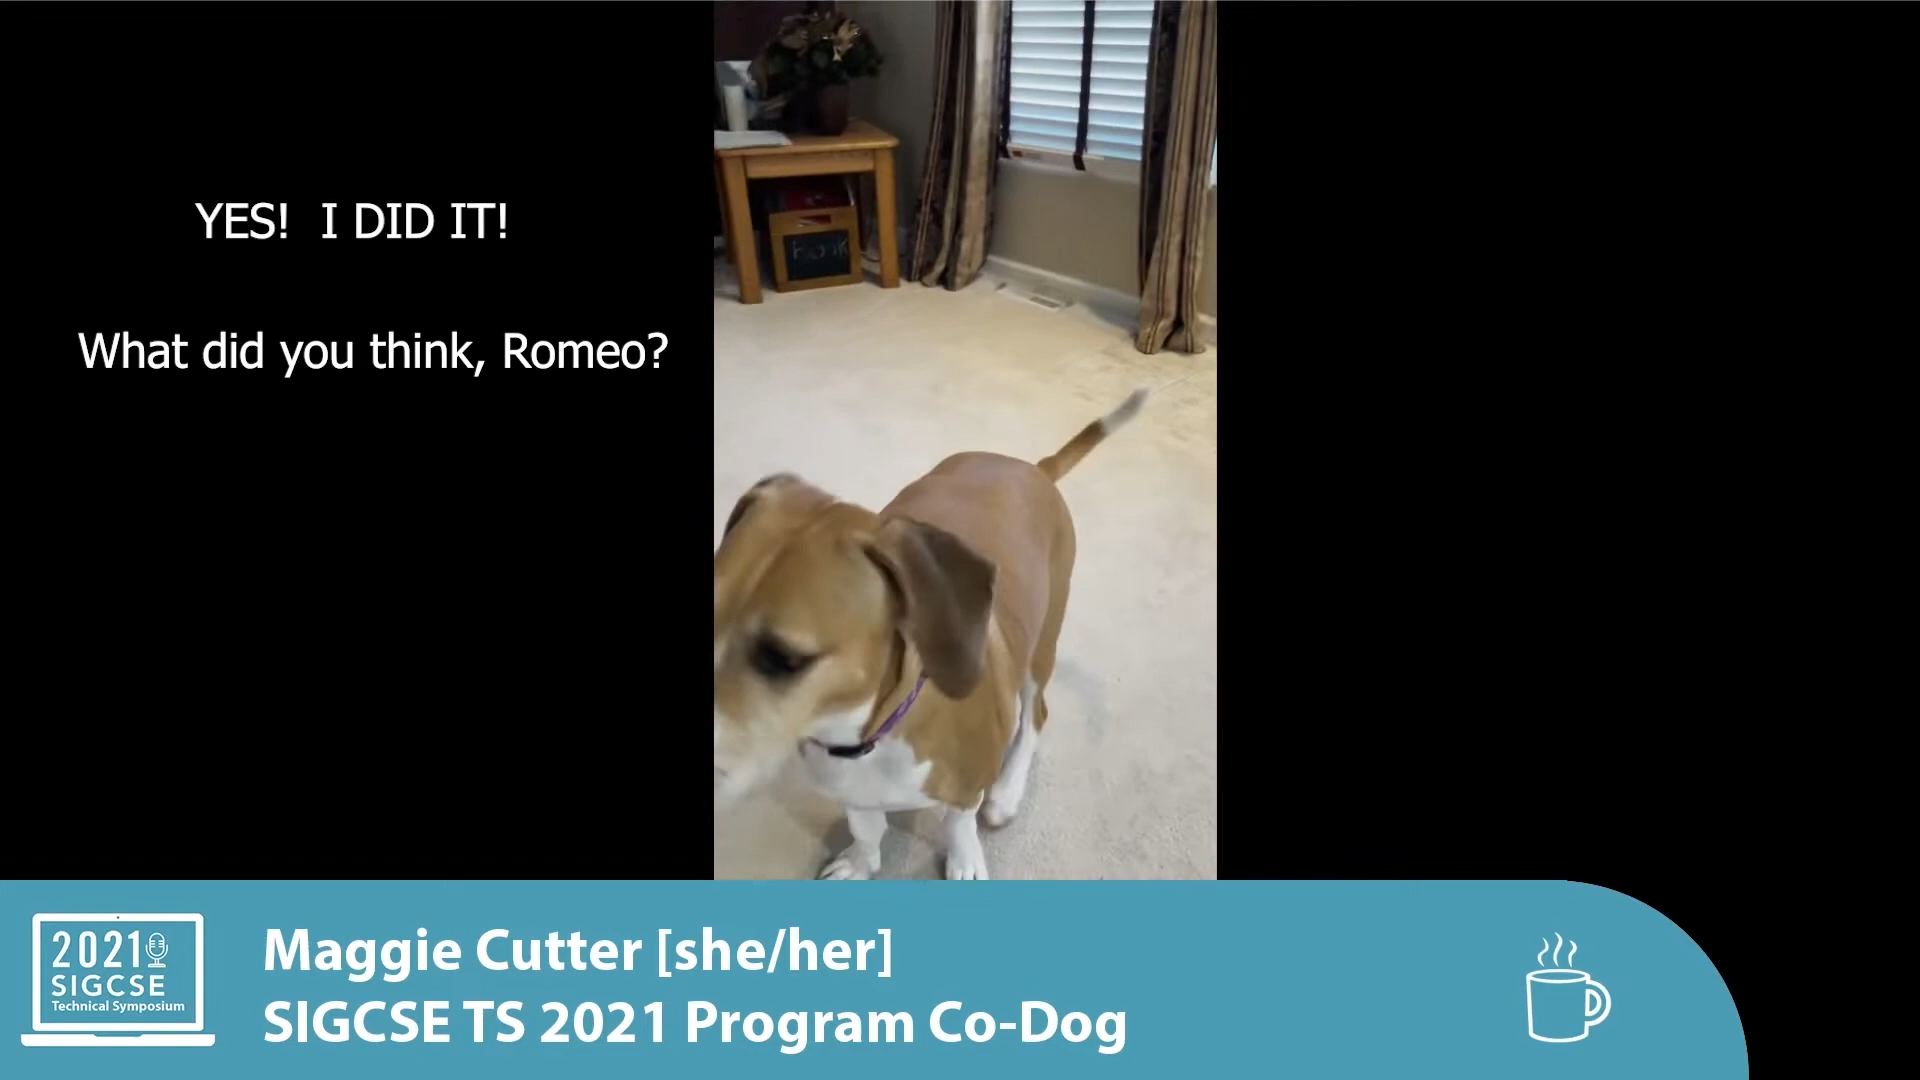 YES!  I DID IT!
What did you think, Romeo?
BONK
2021
SIGCSE
Technical Symposium
Maggie Cutter [she/her]
SIGCSE TS 2021 Program Co-Dog